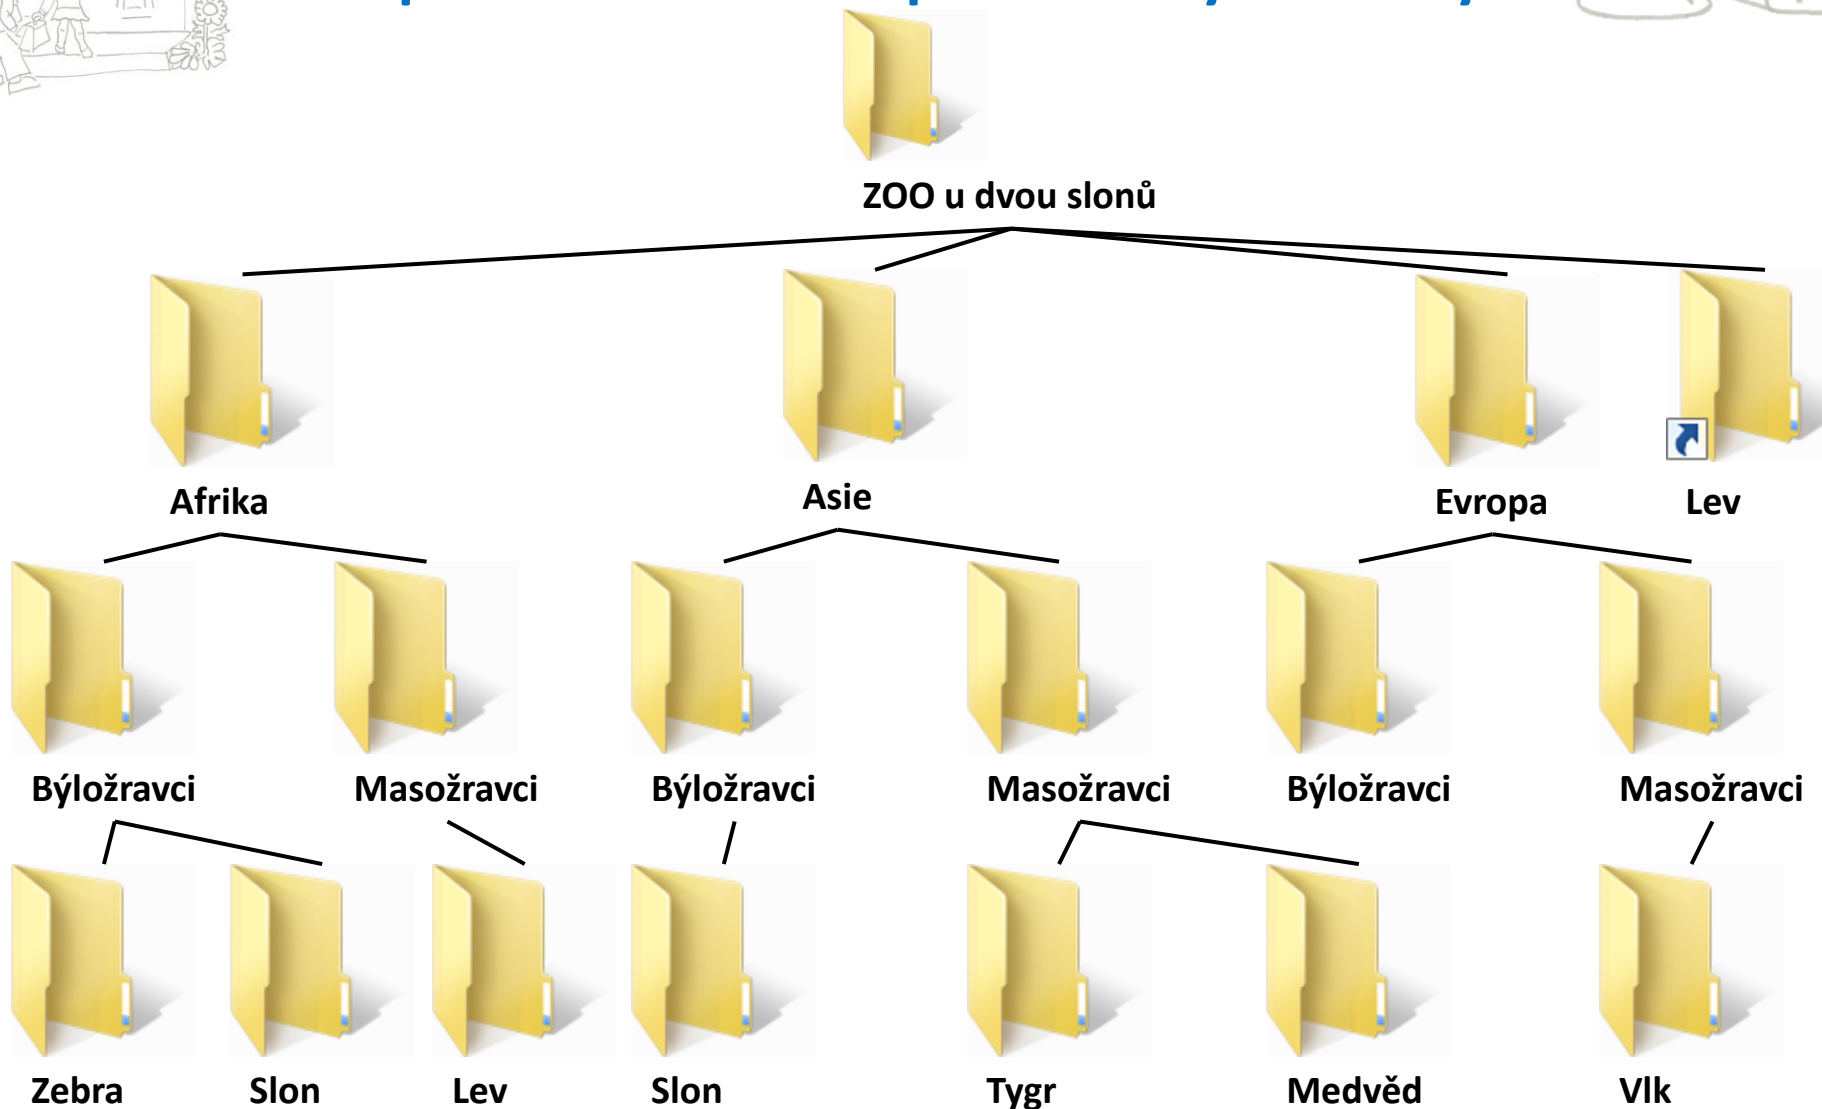 ZOO u dvou slonů
Afrika
Asie
Evropa
Lev
Býložravci
Masožravci
Býložravci
Masožravci
Býložravci
Masožravci
Zebra
Slon
Lev
Slon
Tygr
Medvěd
Vlk